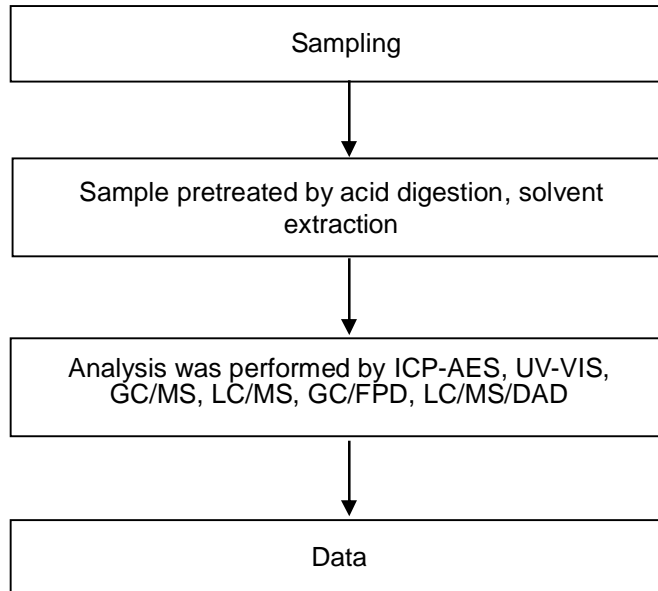 Sampling
Sample pretreated by acid digestion, solvent
extraction
Analysis was performed by ICP-AES, UV-VIS,
GC/MS, LC/MS, GC/FPD, LC/MS/DAD
Data